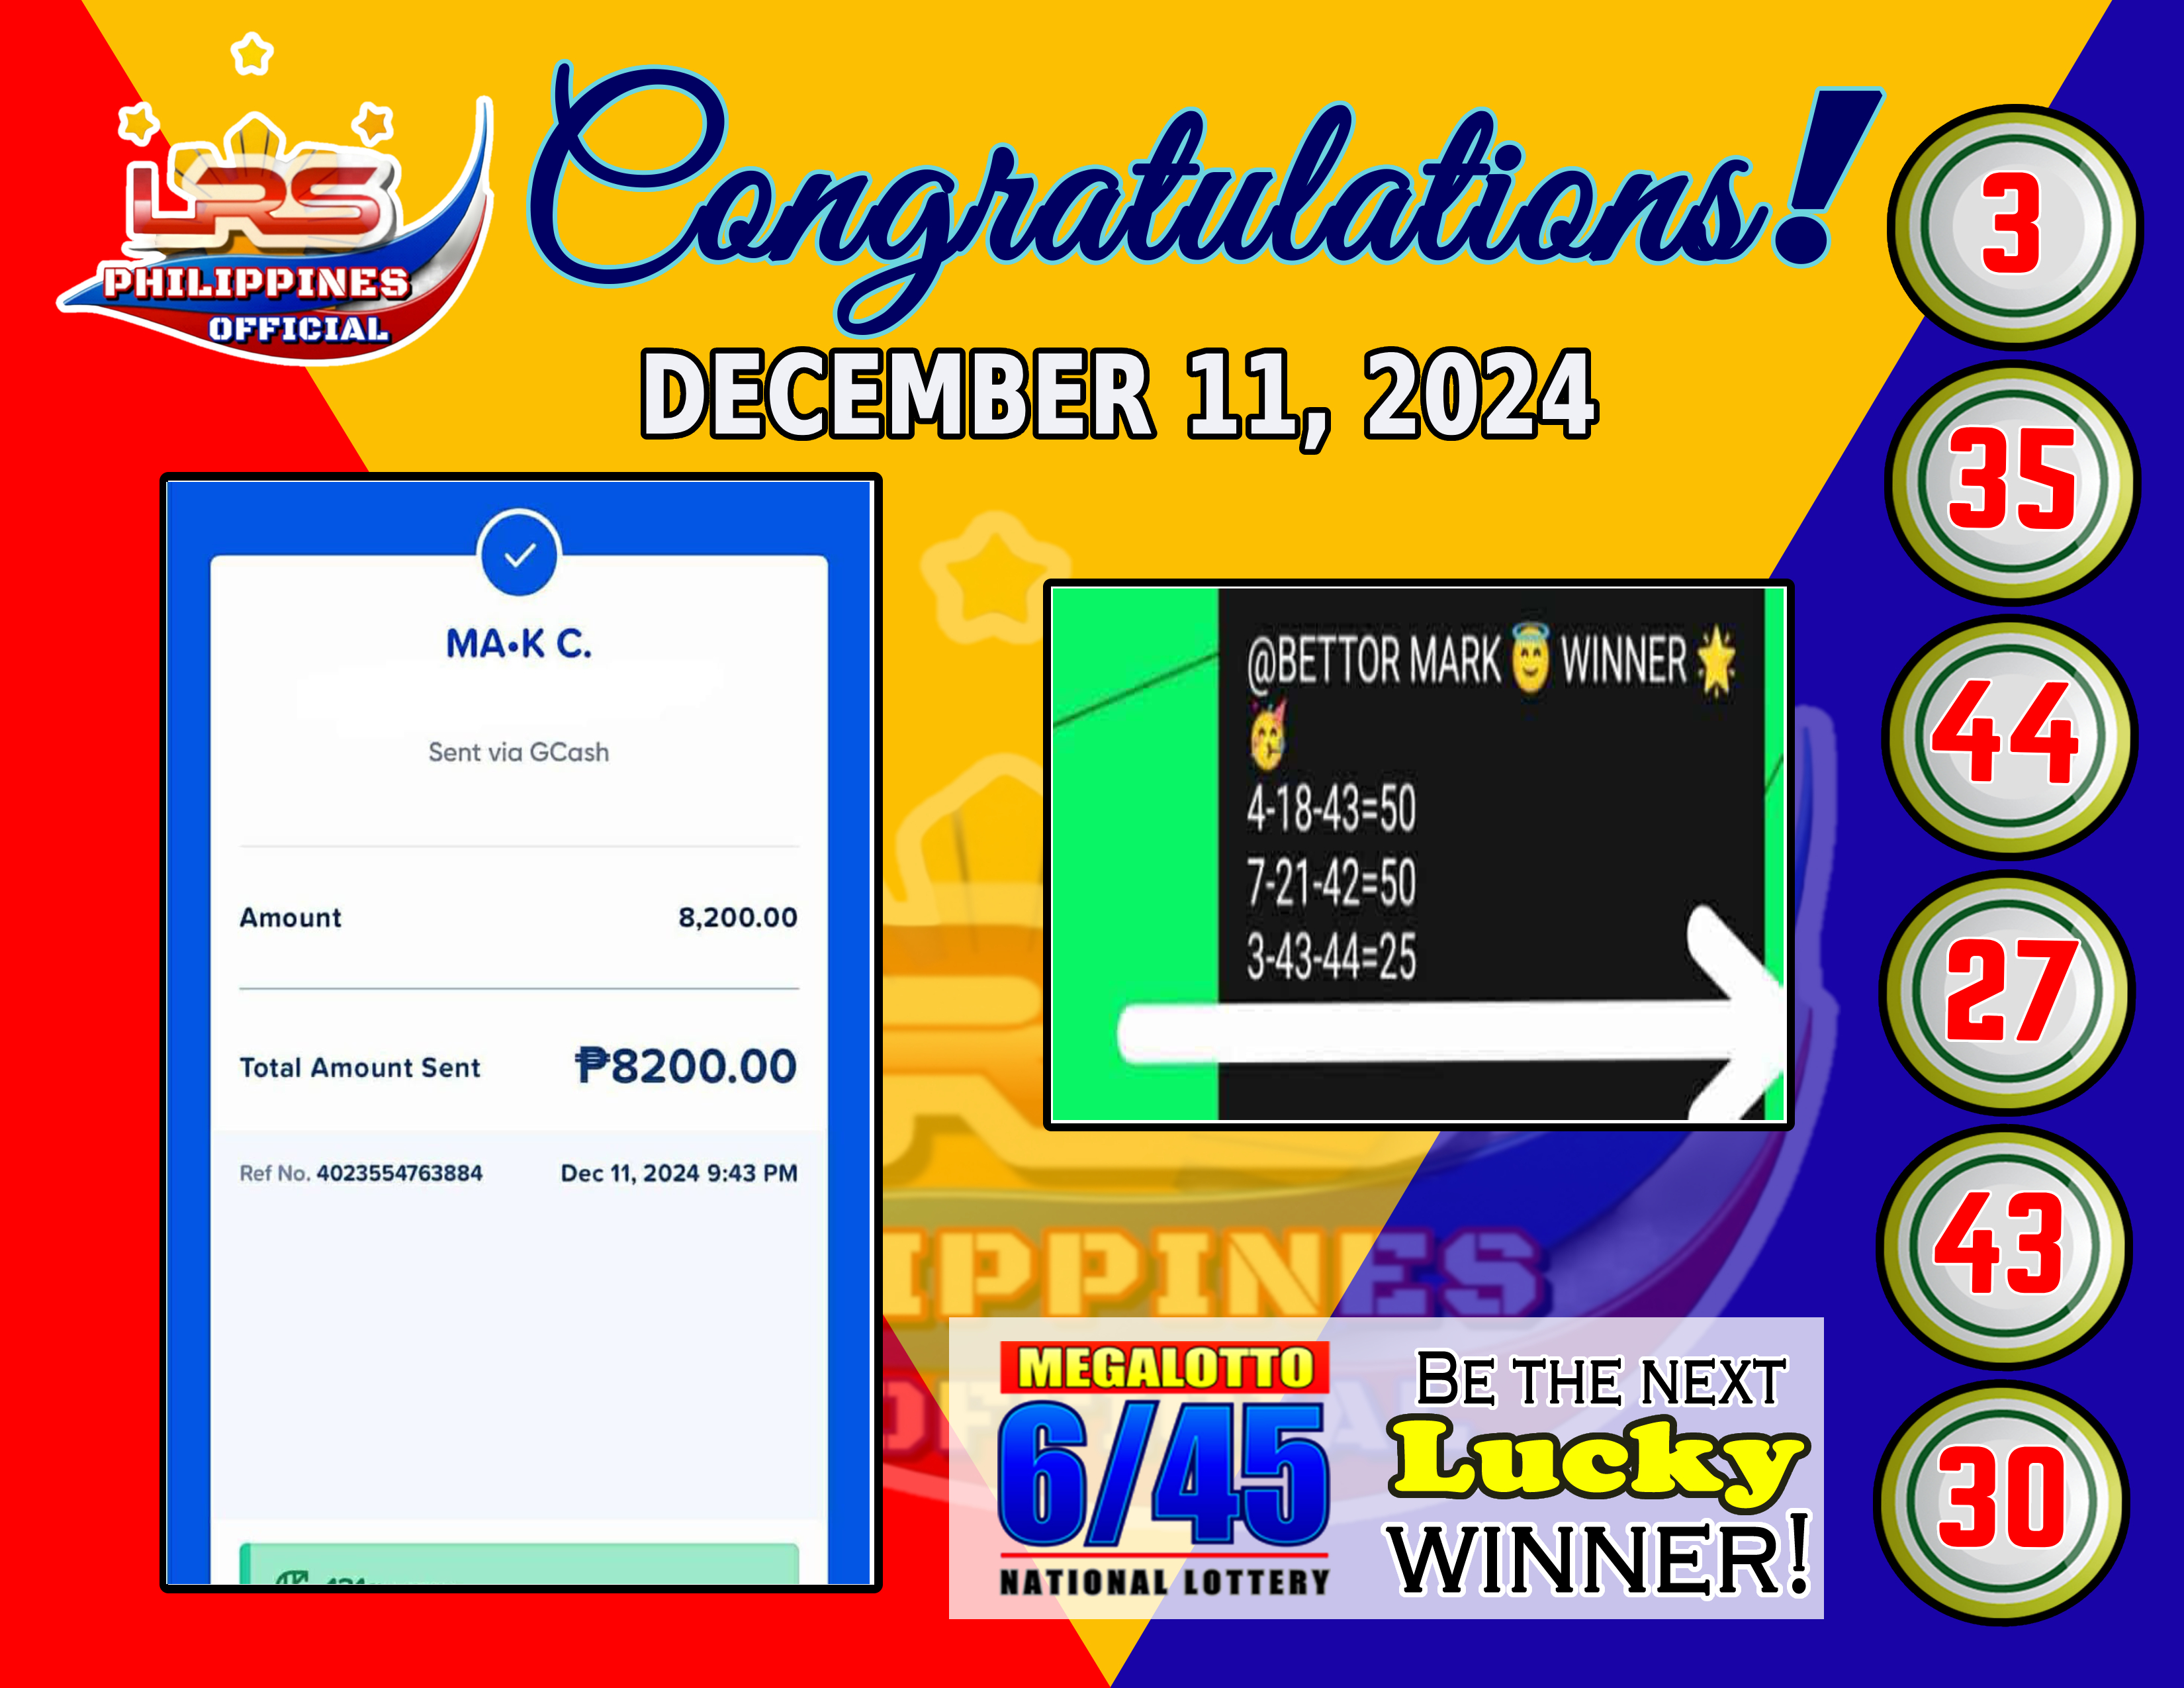 LRS
PHILIPPINES
OFFICIAL
Congratulations!
DECEMBER 11, 2024
MA•K C.
Sent via GCash
Amount 8,200.00
Total Amount Sent ₱8200.00
Ref No. 4023554763884 Dec 11, 2024 9:43 PM
@BETTOR MARK 😇 WINNER 🌟
🥳
4-18-43=50
7-21-42=50
3-43-44=25
MEGALOTTO
6/45
NATIONAL LOTTERY
BE THE NEXT
Lucky
WINNER!
3
35
44
27
43
30